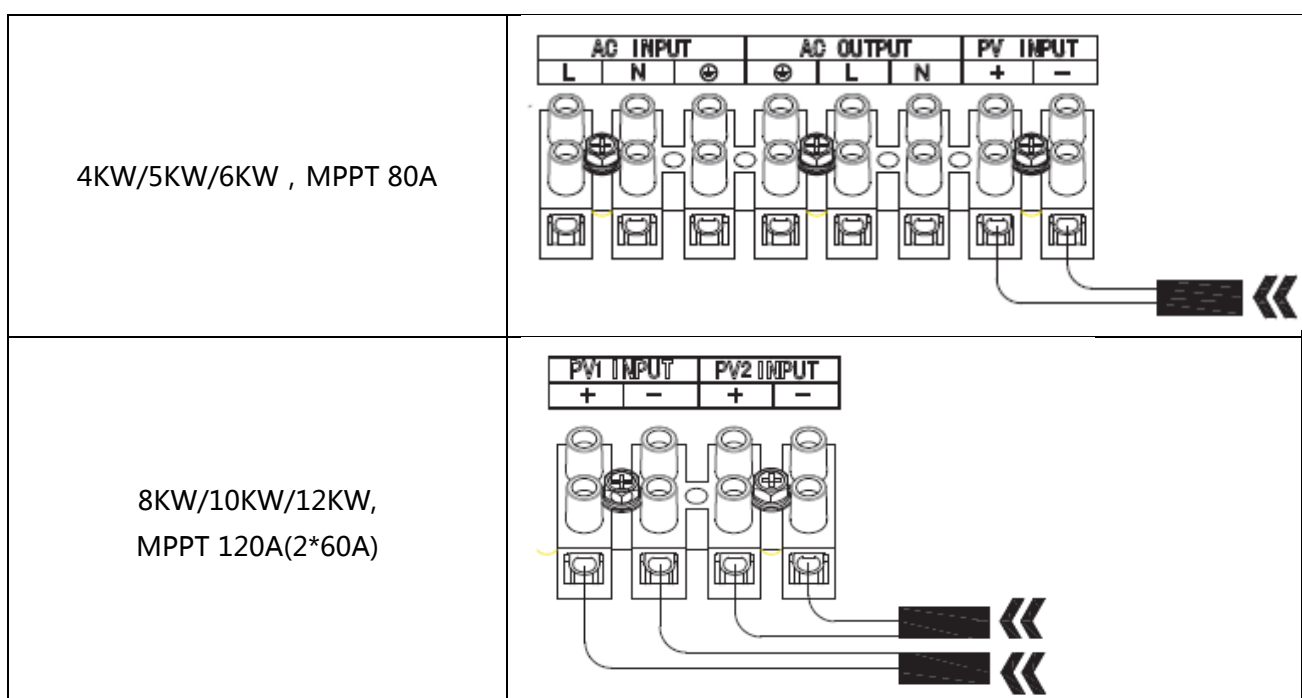 AC INPUT AC OUTPUT PV INPUT
L N ⏚ ⏚ L N + −
4KW/5KW/6KW，MPPT 80A
PV1 INPUT PV2 INPUT
+ − + −
8KW/10KW/12KW,
MPPT 120A(2*60A)